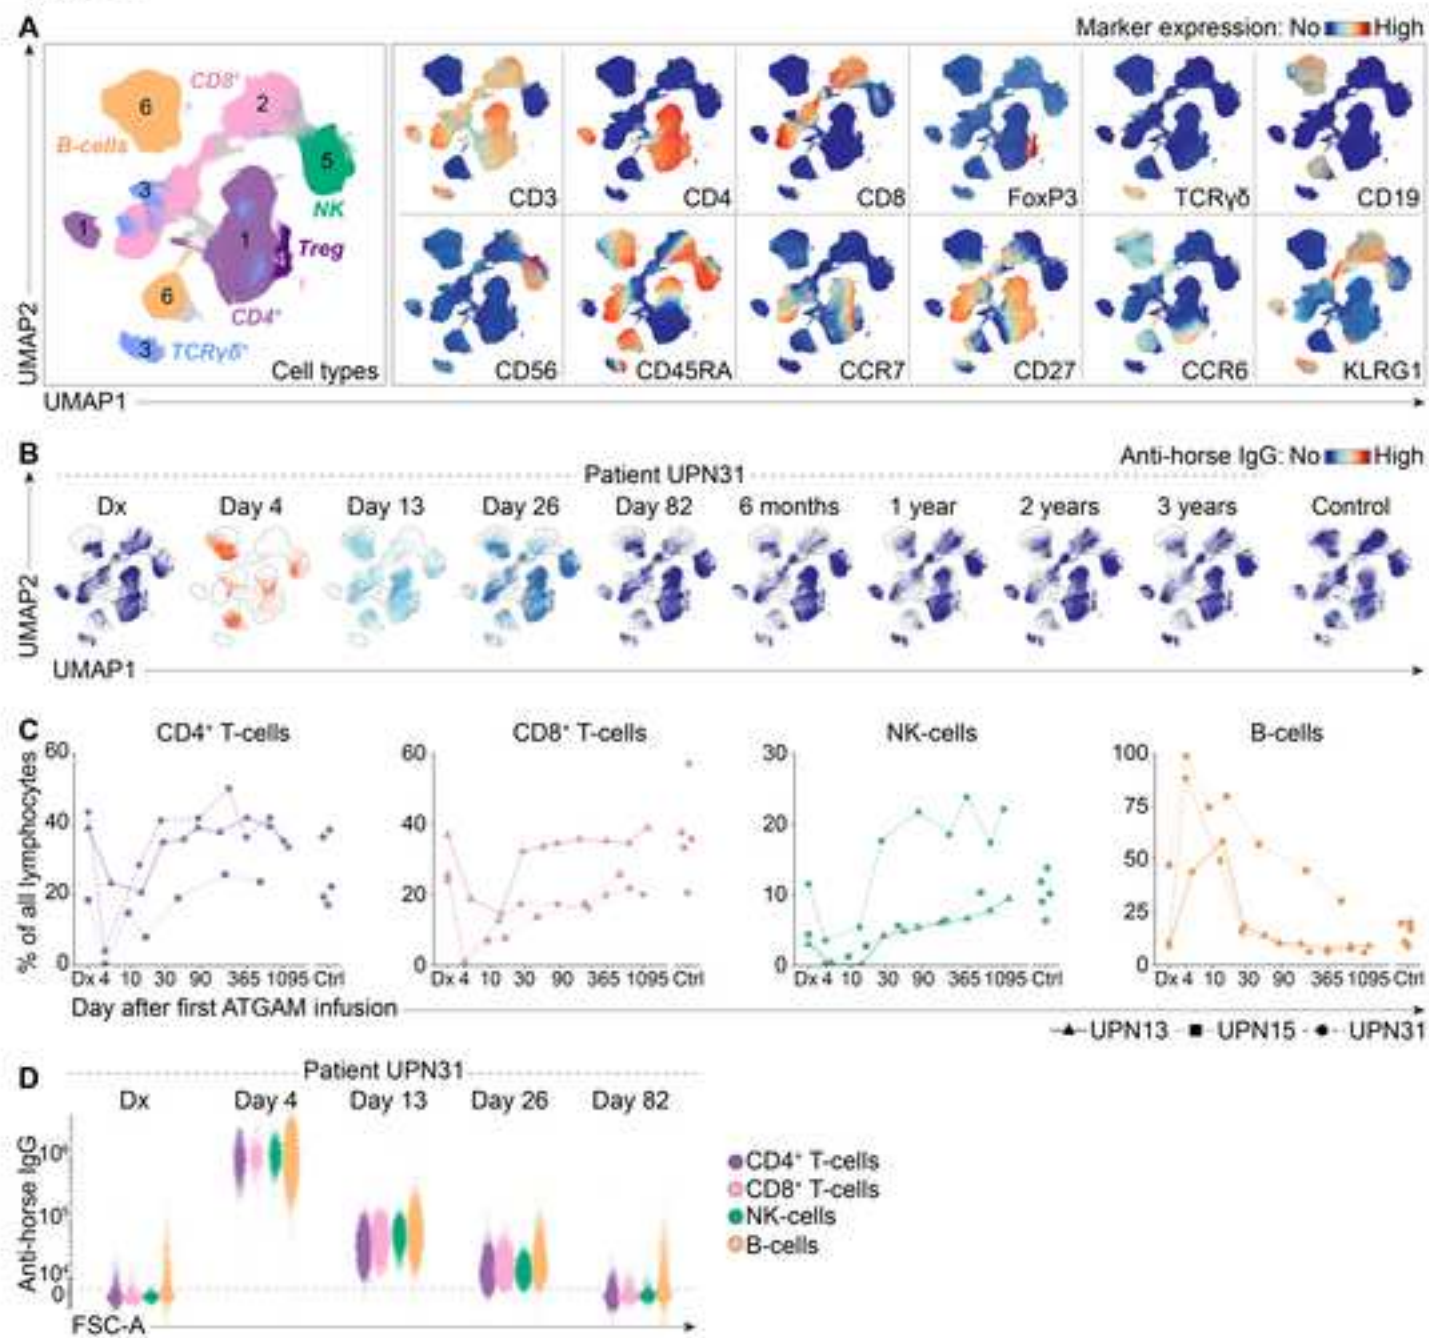 A
Marker expression: No High
UMAP2
CD8⁺
6
2
B-cells
5
3
NK
1
1
Treg
4
6
CD4⁺
3
TCRγδ⁺
Cell types
CD3
CD4
CD8
FoxP3
TCRγδ
CD19
CD56
CD45RA
CCR7
CD27
CCR6
KLRG1
UMAP1
B
Anti-horse IgG: No High
Patient UPN31
Dx Day 4 Day 13 Day 26 Day 82 6 months 1 year 2 years 3 years Control
UMAP2
UMAP1
C
CD4⁺ T-cells
CD8⁺ T-cells
NK-cells
B-cells
% of all lymphocytes
60
40
20
0
60
40
20
0
30
20
10
0
100
75
50
25
0
Dx 4 10 30 90 365 1095 Ctrl
Dx 4 10 30 90 365 1095 Ctrl
Dx 4 10 30 90 365 1095 Ctrl
Dx 4 10 30 90 365 1095 Ctrl
Day after first ATGAM infusion
UPN13 UPN15 UPN31
D
Patient UPN31
Dx Day 4 Day 13 Day 26 Day 82
Anti-horse IgG
10⁶
10⁵
10⁴
0
CD4⁺ T-cells
CD8⁺ T-cells
NK-cells
B-cells
FSC-A